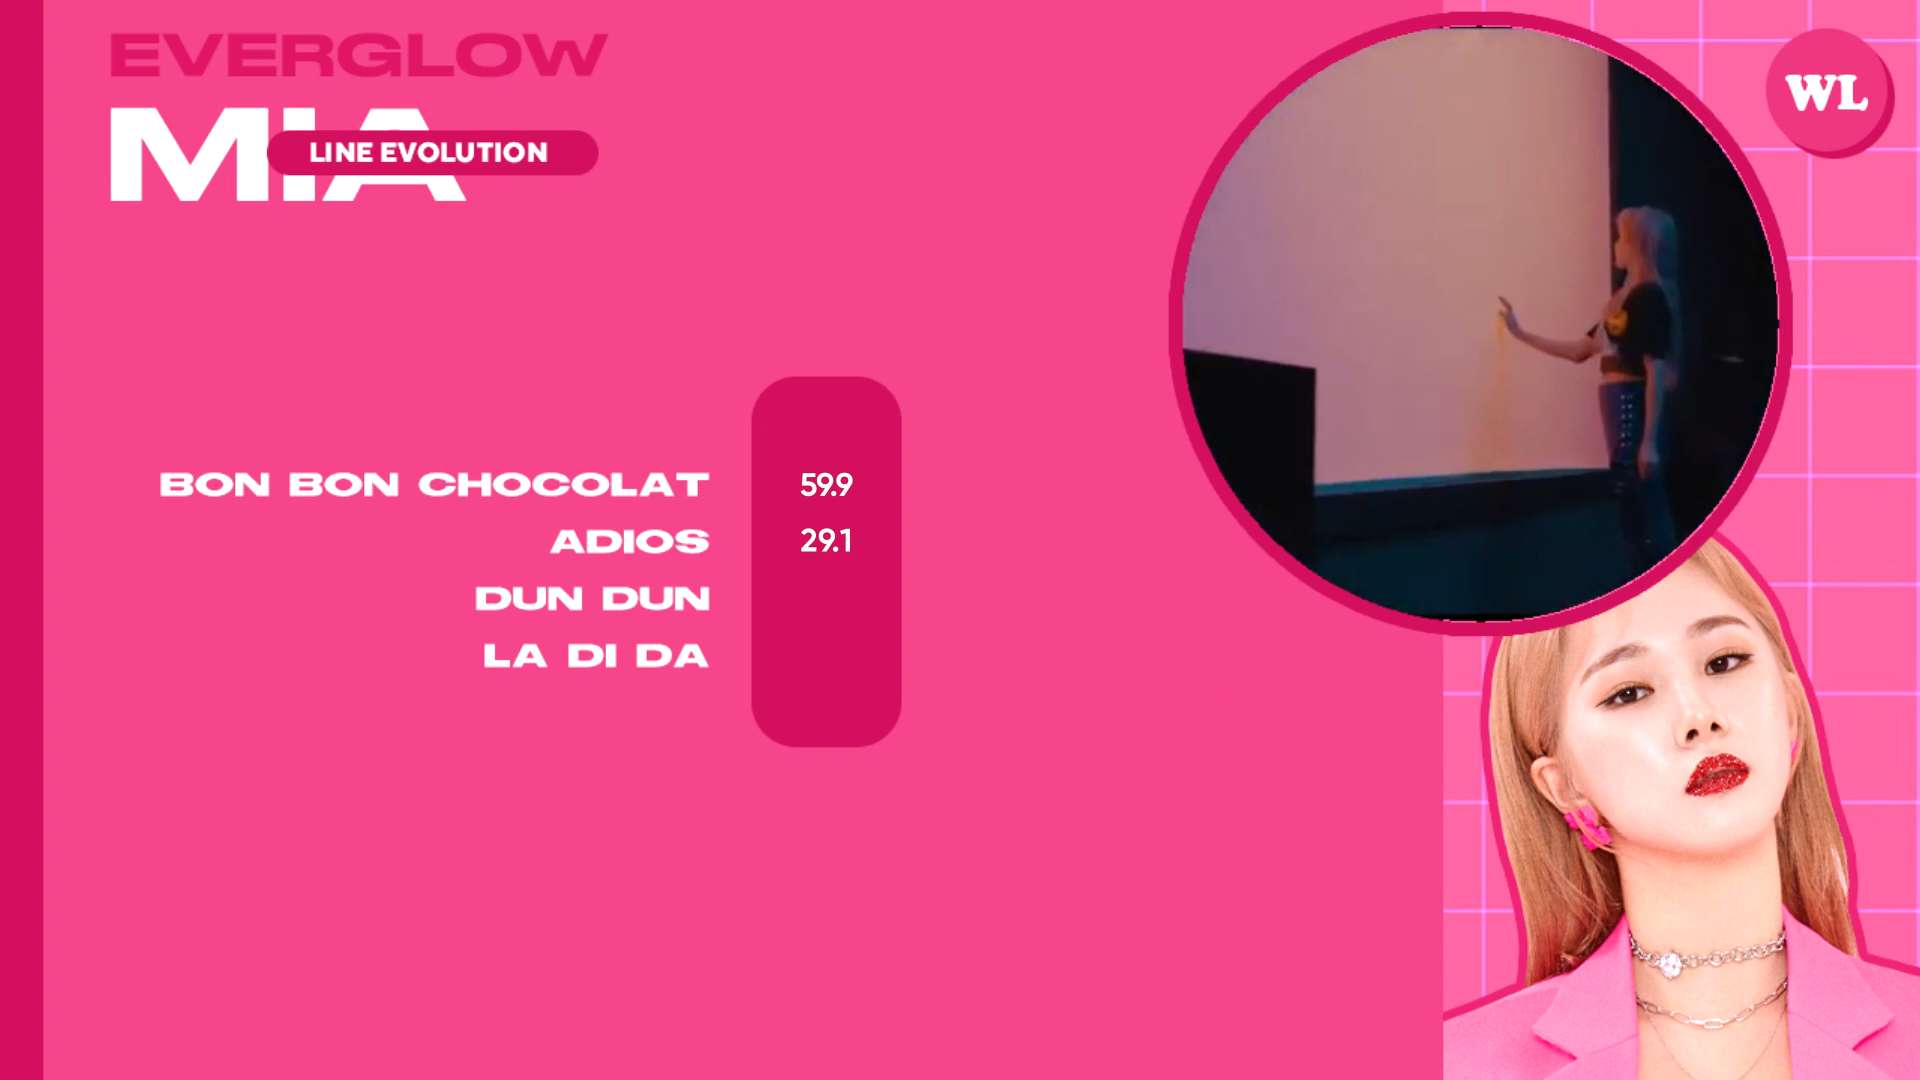 EVERGLOW
MIA
LINE EVOLUTION
WL
BON BON CHOCOLAT 59.9
ADIOS 29.1
DUN DUN
LA DI DA